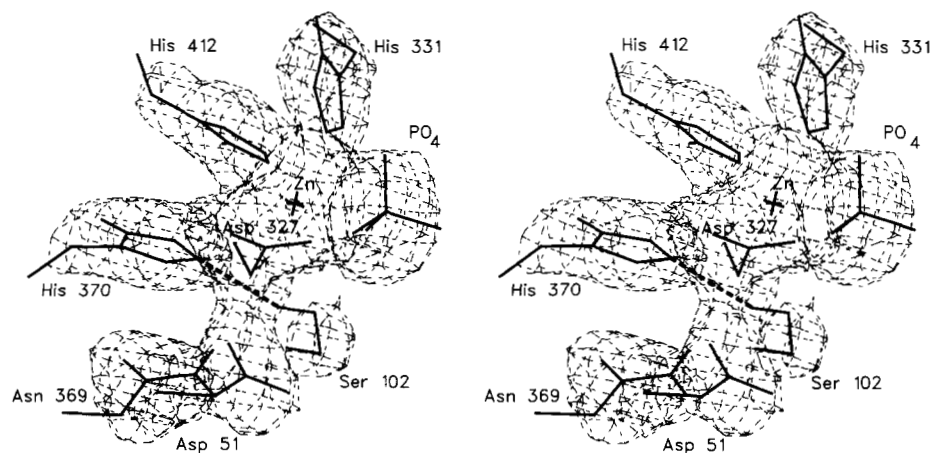 His 412
His 331
PO4
Zn
Asp 327
His 370
Ser 102
Asn 369
Asp 51
His 412
His 331
PO4
Zn
Asp 327
His 370
Ser 102
Asn 369
Asp 51